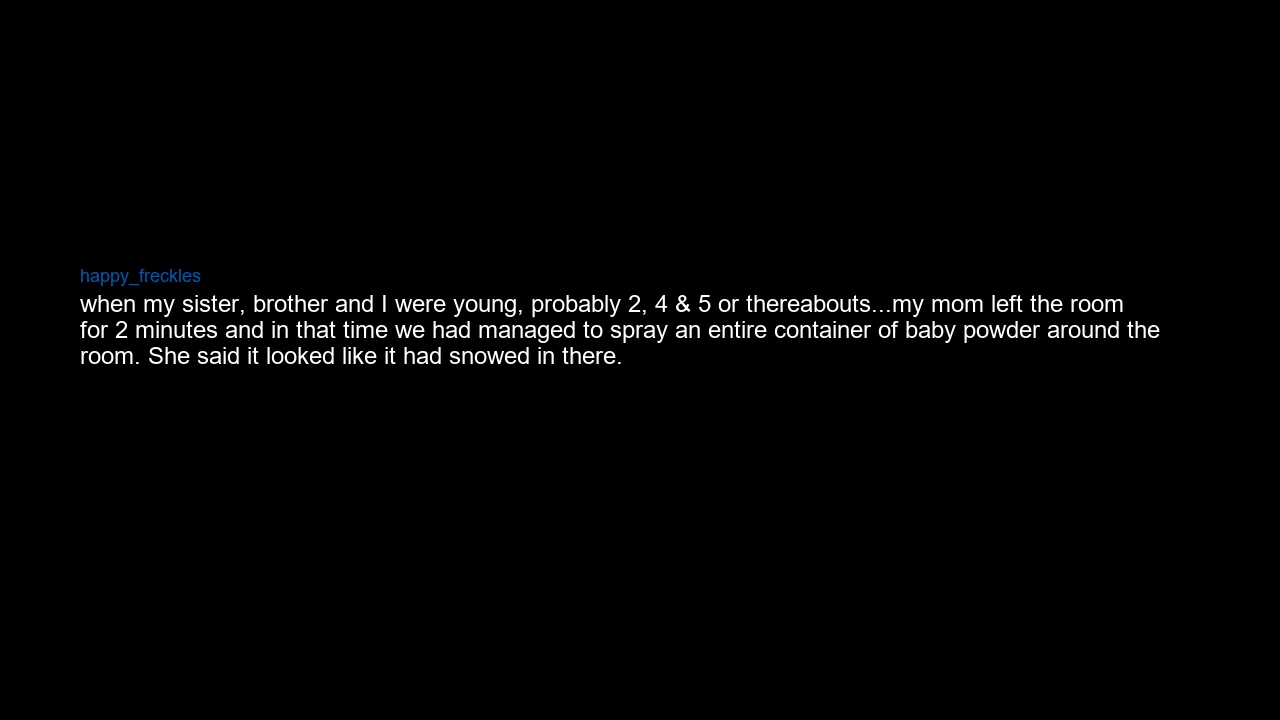 happy_freckles
when my sister, brother and I were young, probably 2, 4 & 5 or thereabouts...my mom left the room
for 2 minutes and in that time we had managed to spray an entire container of baby powder around the
room. She said it looked like it had snowed in there.